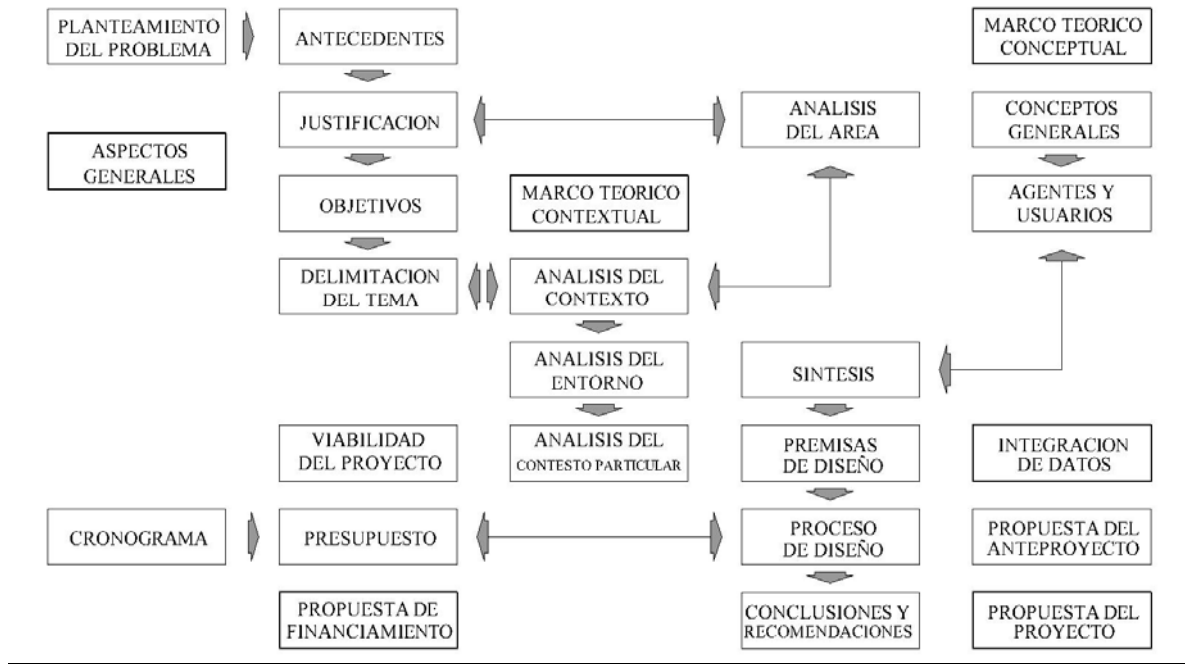 PLANTEAMIENTO
DEL PROBLEMA
ANTECEDENTES
MARCO TEORICO
CONCEPTUAL
JUSTIFICACION
ANALISIS
DEL AREA
CONCEPTOS
GENERALES
ASPECTOS
GENERALES
OBJETIVOS
MARCO TEORICO
CONTEXTUAL
AGENTES Y
USUARIOS
DELIMITACION
DEL TEMA
ANALISIS DEL
CONTEXTO
ANALISIS DEL
ENTORNO
SINTESIS
VIABILIDAD
DEL PROYECTO
ANALISIS DEL
CONTESTO PARTICULAR
PREMISAS
DE DISEÑO
INTEGRACION
DE DATOS
CRONOGRAMA
PRESUPUESTO
PROCESO
DE DISEÑO
PROPUESTA DEL
ANTEPROYECTO
PROPUESTA DE
FINANCIAMIENTO
CONCLUSIONES Y
RECOMENDACIONES
PROPUESTA DEL
PROYECTO